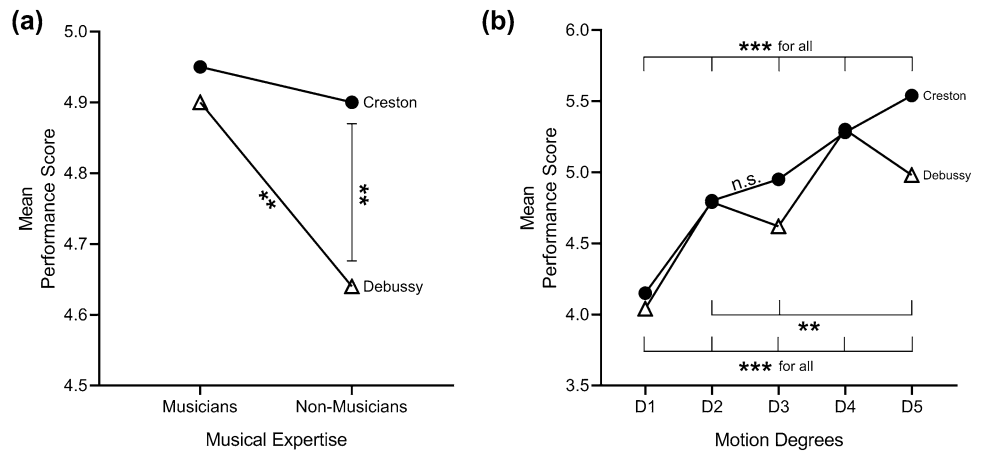 (a)
5.0
4.9
4.8
4.7
4.6
4.5
Mean
Performance Score
Creston
**
**
Debussy
Musicians
Non-Musicians
Musical Expertise
(b)
6.0
5.5
5.0
4.5
4.0
3.5
Mean
Performance Score
*** for all
Creston
n.s.
Debussy
**
*** for all
D1
D2
D3
D4
D5
Motion Degrees